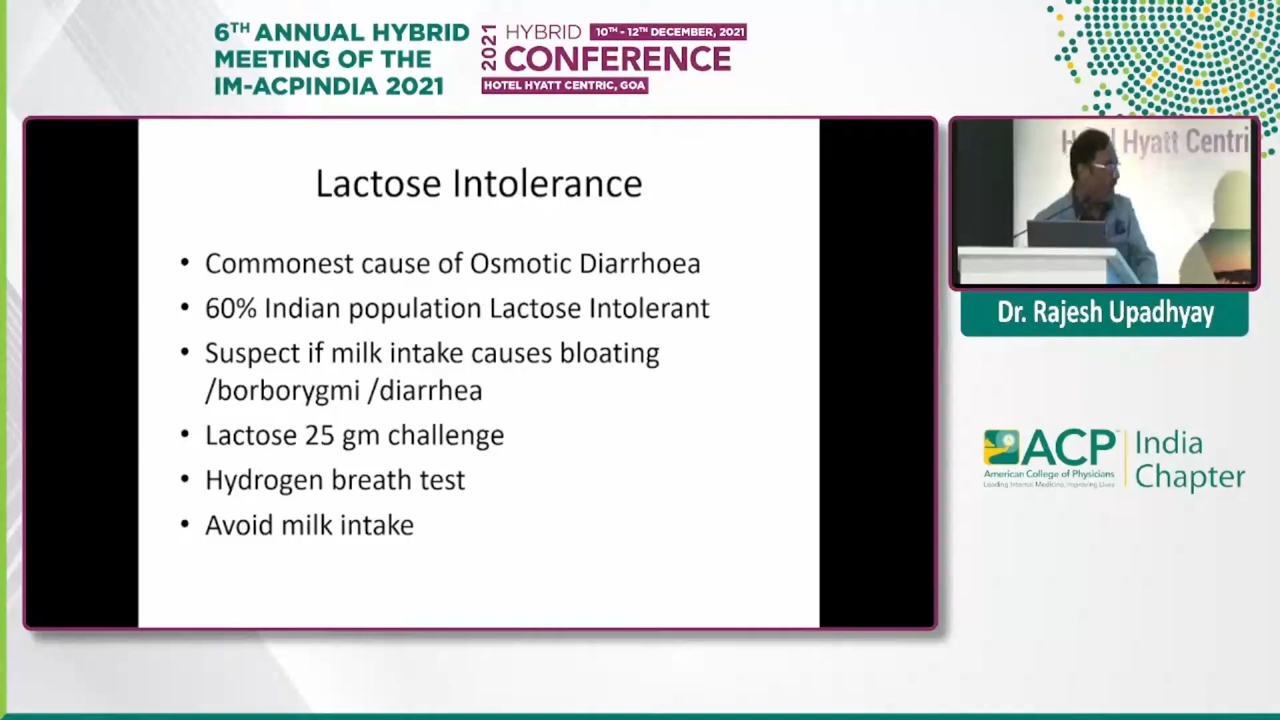 6TH ANNUAL HYBRID
MEETING OF THE
IM-ACPINDIA 2021
2021
HYBRID
10TH - 12TH DECEMBER, 2021
CONFERENCE
HOTEL HYATT CENTRIC, GOA
Lactose Intolerance
• Commonest cause of Osmotic Diarrhoea
• 60% Indian population Lactose Intolerant
• Suspect if milk intake causes bloating
/borborygmi /diarrhea
• Lactose 25 gm challenge
• Hydrogen breath test
• Avoid milk intake
Hyatt Centri
Dr. Rajesh Upadhyay
ACP
American College of Physicians
Leading Internal Medicine, Improving Lives
India
Chapter